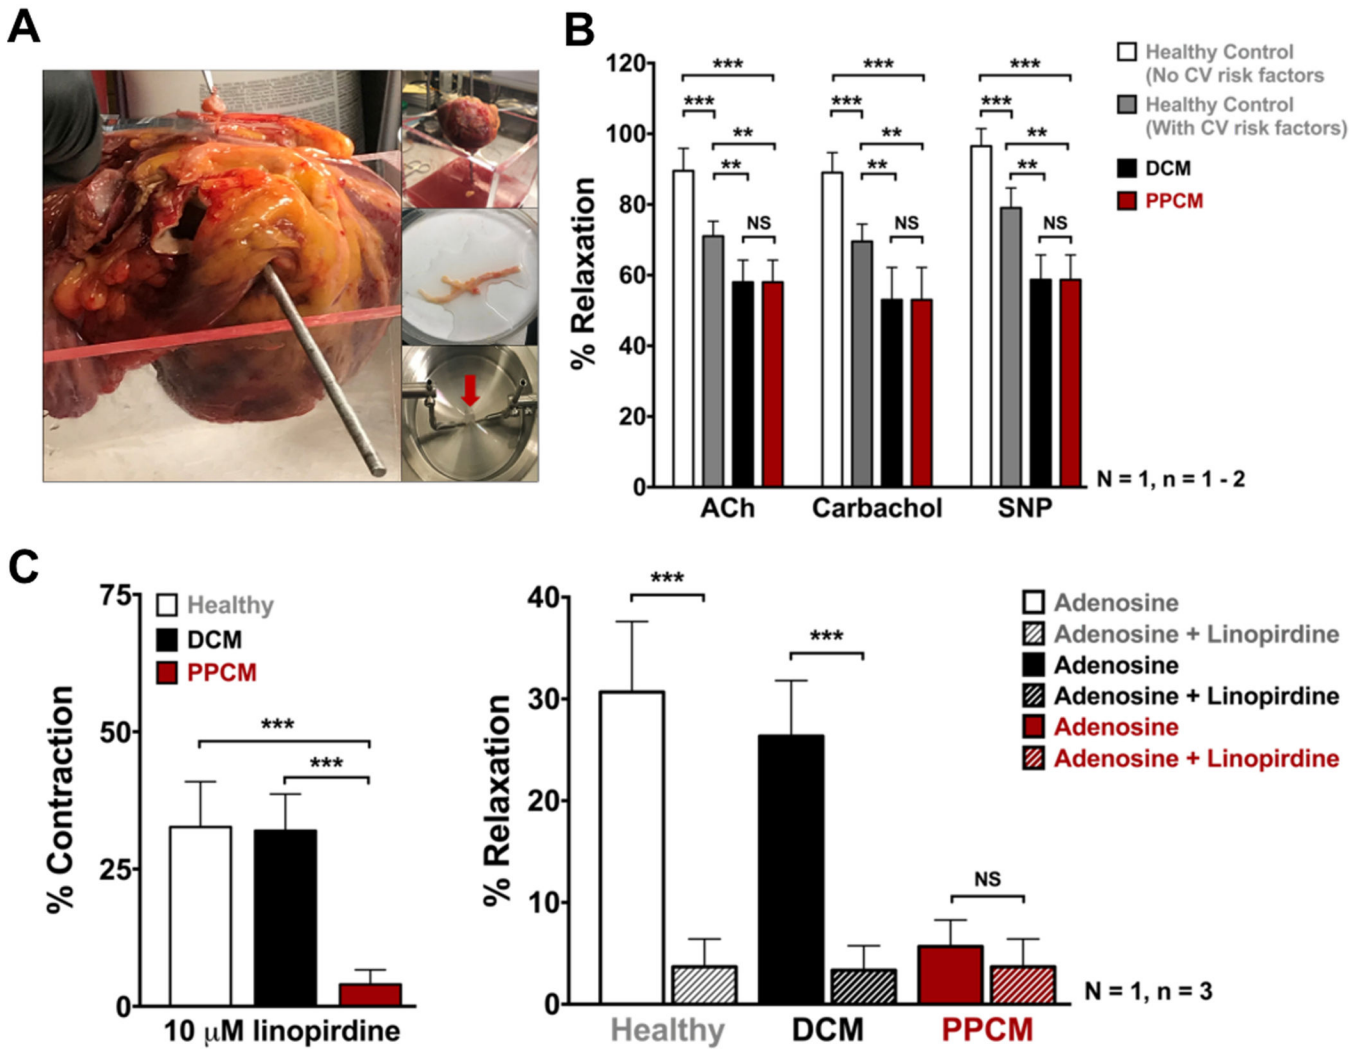 A
B
120
100
80
60
40
20
0
% Relaxation
***
***
**
**
NS
***
***
**
**
NS
***
***
**
**
NS
ACh
Carbachol
SNP
Healthy Control
(No CV risk factors
Healthy Control
(With CV risk factors)
DCM
PPCM
N = 1, n = 1 - 2
C
75
50
25
0
% Contraction
Healthy
DCM
PPCM
***
***
10 μM linopirdine
40
30
20
10
0
% Relaxation
***
***
NS
Healthy
DCM
PPCM
Adenosine
Adenosine + Linopirdine
Adenosine
Adenosine + Linopirdine
Adenosine
Adenosine + Linopirdine
N = 1, n = 3